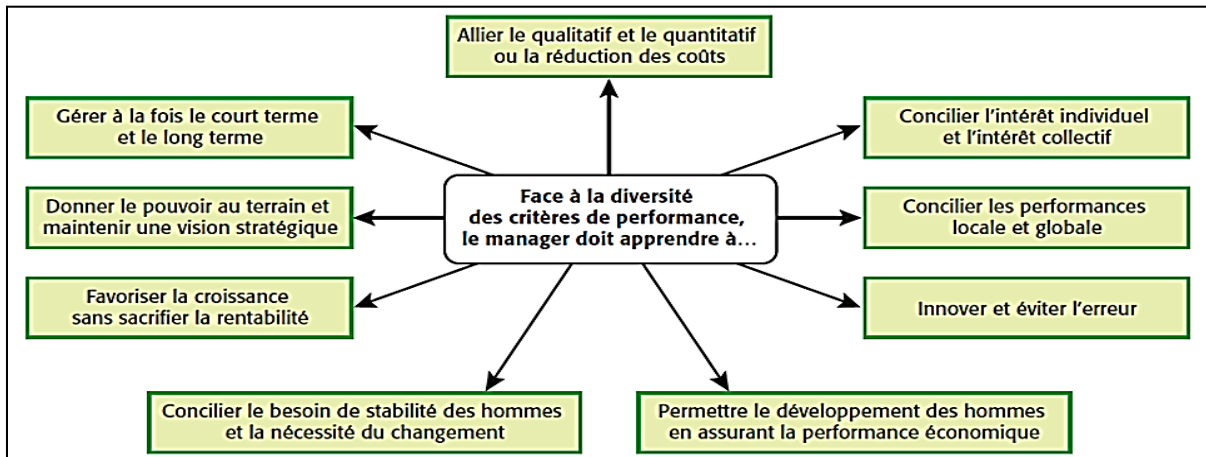 Allier le qualitatif et le quantitatif
ou la réduction des coûts
Gérer à la fois le court terme
et le long terme
Concilier l'intérêt individuel
et l'intérêt collectif
Face à la diversité
des critères de performance,
le manager doit apprendre à…
Donner le pouvoir au terrain et
maintenir une vision stratégique
Concilier les performances
locale et globale
Favoriser la croissance
sans sacrifier la rentabilité
Innover et éviter l'erreur
Concilier le besoin de stabilité des hommes
et la nécessité du changement
Permettre le développement des hommes
en assurant la performance économique